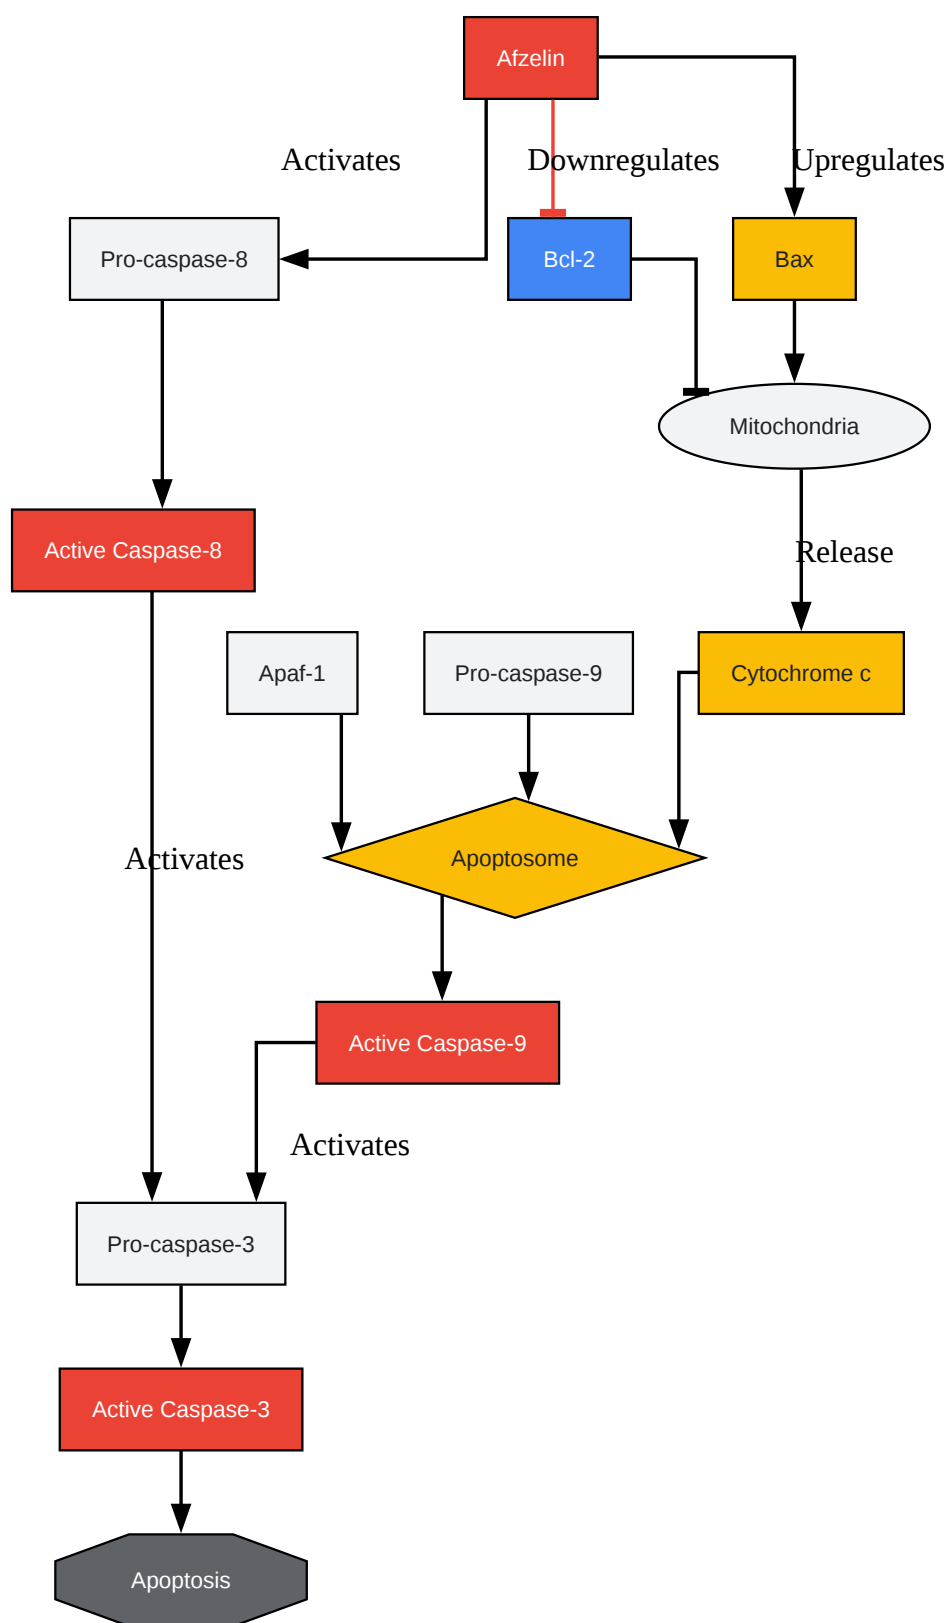 Afzelin
Activates
Downregulates
Upregulates
Pro-caspase-8
Bcl-2
Bax
Mitochondria
Active Caspase-8
Release
Apaf-1
Pro-caspase-9
Cytochrome c
Activates
Apoptosome
Active Caspase-9
Activates
Pro-caspase-3
Active Caspase-3
Apoptosis